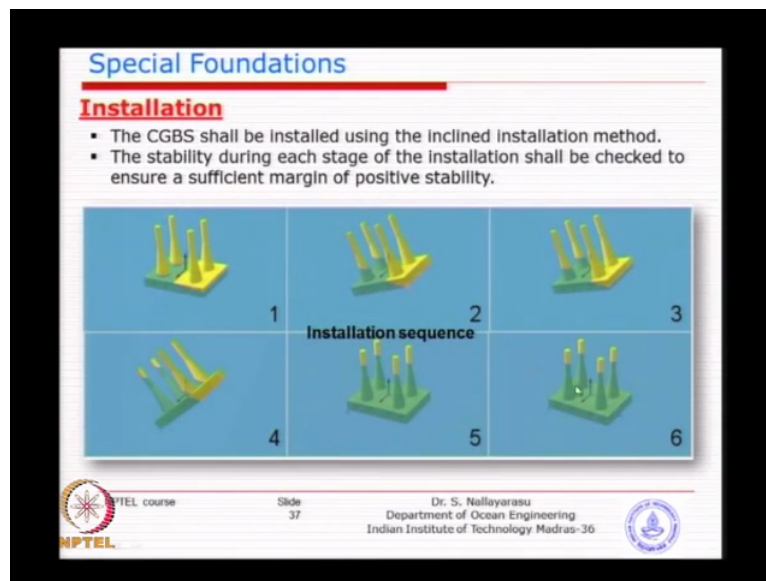 Special Foundations
Installation
▪ The CGBS shall be installed using the inclined installation method.
▪ The stability during each stage of the installation shall be checked to
ensure a sufficient margin of positive stability.
1
2
3
Installation sequence
4
5
6
NPTEL course
Slide
37
Dr. S. Nallayarasu
Department of Ocean Engineering
Indian Institute of Technology Madras-36
NPTEL